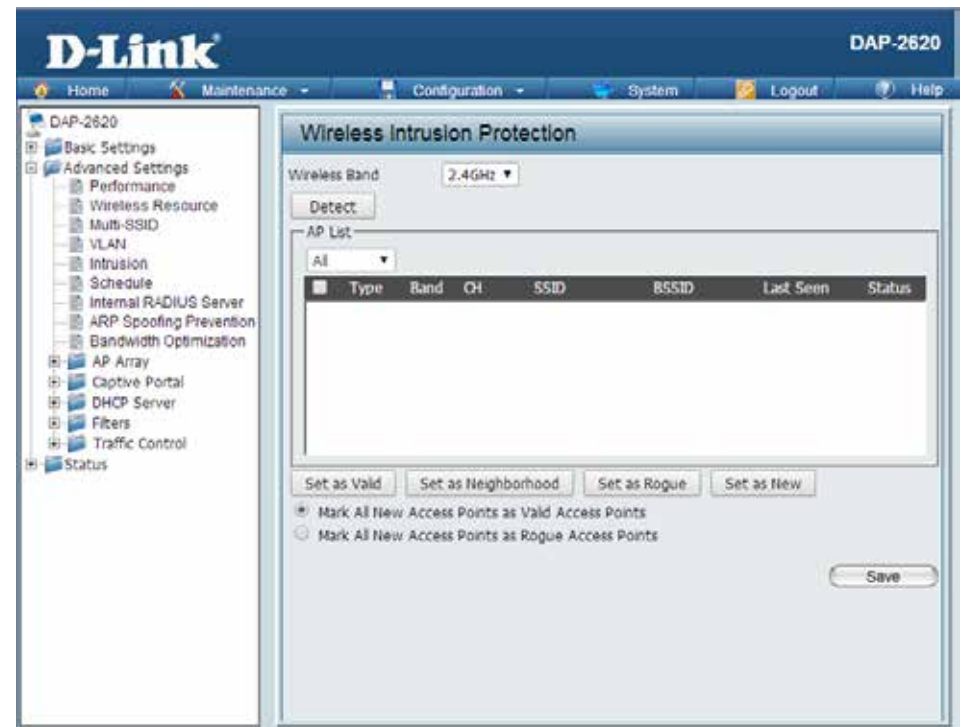 D-Link
DAP-2620
Home
Maintenance
Configuration
System
Logout
Help
DAP-2620
Basic Settings
Advanced Settings
Performance
Wireless Resource
Multi-SSID
VLAN
Intrusion
Schedule
Internal RADIUS Server
ARP Spoofing Prevention
Bandwidth Optimization
AP Array
Captive Portal
DHCP Server
Filters
Traffic Control
Status
Wireless Intrusion Protection
Wireless Band 2.4GHz
Detect
AP List
All
Type Band CH SSID BSSID Last Seen Status
Set as Valid Set as Neighborhood Set as Rogue Set as New
Mark All New Access Points as Valid Access Points
Mark All New Access Points as Rogue Access Points
Save